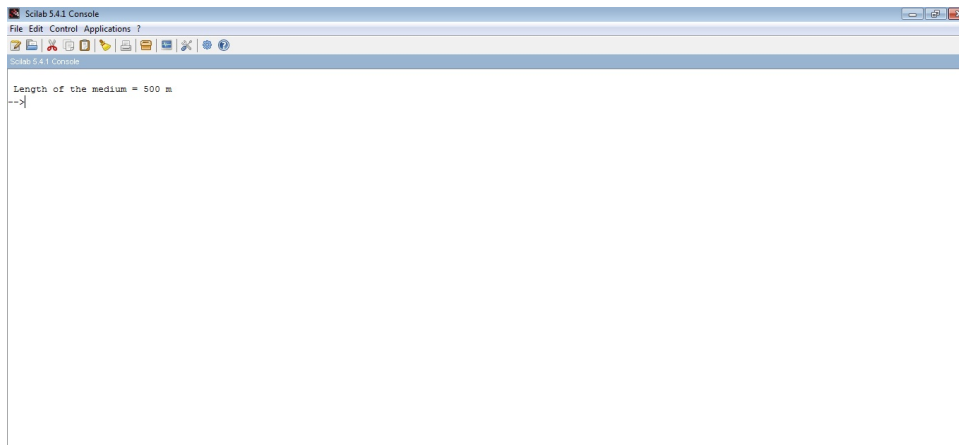 Scilab 5.4.1 Console
File Edit Control Applications ?
Scilab 5.4.1 Console
Length of the medium = 500 m
-->